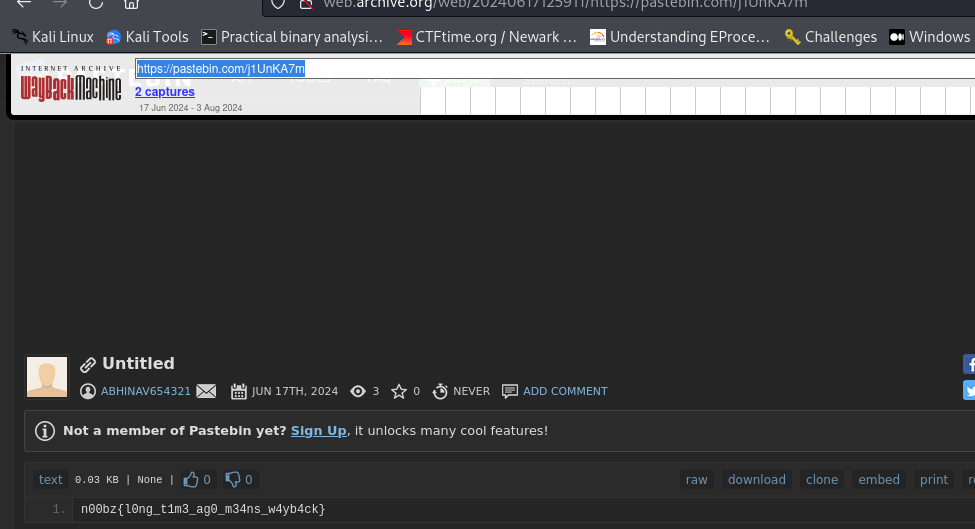 web.archive.org/web/20240617125911/https://pastebin.com/j1UnKA7m
Kali Linux Kali Tools Practical binary analysi… CTFtime.org / Newark … Understanding EProce… Challenges Windows
INTERNET ARCHIVE
WayBackMachine
https://pastebin.com/j1UnKA7m
2 captures
17 Jun 2024 - 3 Aug 2024
Untitled
ABHINAV654321 JUN 17TH, 2024 3 0 NEVER ADD COMMENT
Not a member of Pastebin yet? Sign Up, it unlocks many cool features!
text 0.03 KB | None | 0 0 raw download clone embed print
1. n00bz{l0ng_t1m3_ag0_m34ns_w4yb4ck}